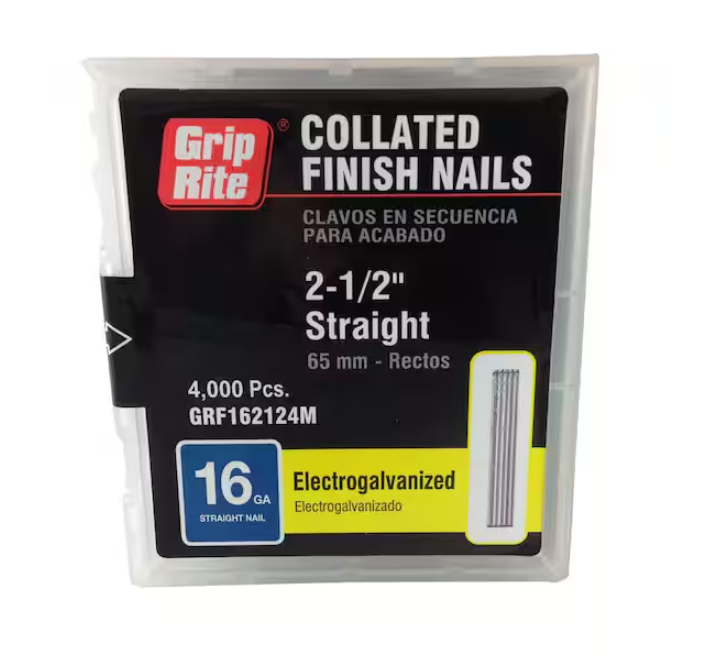 Grip
Rite®
COLLATED
FINISH NAILS
CLAVOS EN SECUENCIA
PARA ACABADO
2-1/2"
Straight
65 mm - Rectos
4,000 Pcs.
GRF162124M
16 GA
STRAIGHT NAIL
Electrogalvanized
Electrogalvanizado